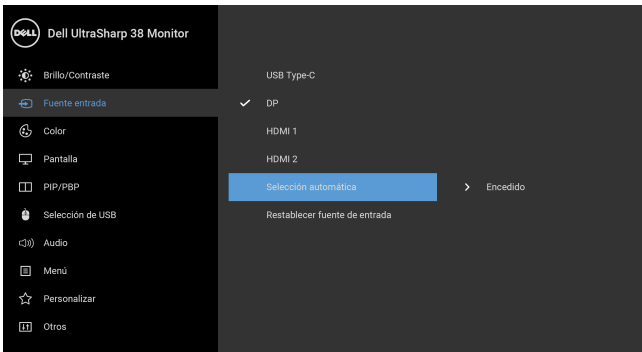 DELL Dell UltraSharp 38 Monitor
Brillo/Contraste
Fuente entrada
Color
Pantalla
PIP/PBP
Selección de USB
Audio
Menú
Personalizar
Otros
USB Type-C
DP
HDMI 1
HDMI 2
Selección automática
Encedido
Restablecer fuente de entrada